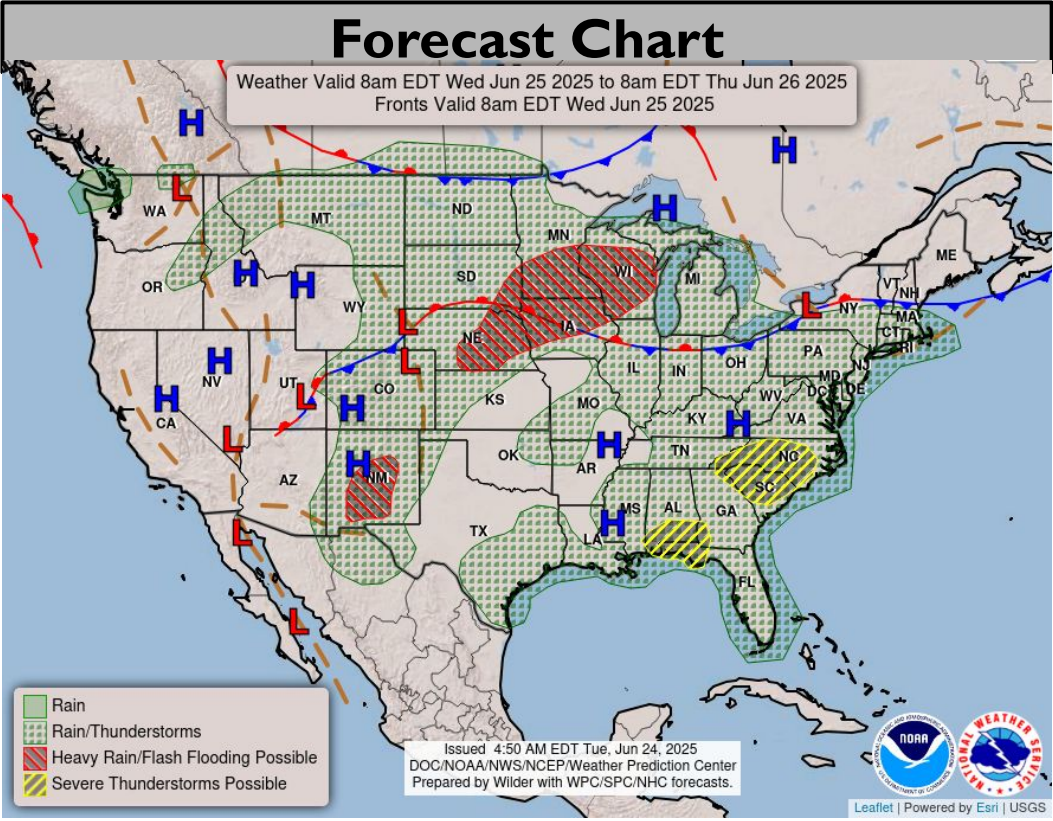 Forecast Chart
Weather Valid 8am EDT Wed Jun 25 2025 to 8am EDT Thu Jun 26 2025
Fronts Valid 8am EDT Wed Jun 25 2025
H
H
L
WA
ND
H
MT
MN
ME
OR
H
H
SD
WI
MI
VT
NH
WY
L
L
NY
MA
NE
IA
CT
RI
H
NV
L
PA
NJ
UT
CO
IL
IN
OH
MD
DC
DE
H
L
H
KS
MO
WV
VA
CA
KY
H
L
H
TN
NC
OK
AR
H
NM
AZ
SC
MS
AL
GA
L
TX
LA
H
FL
L
Rain
Rain/Thunderstorms
Heavy Rain/Flash Flooding Possible
Severe Thunderstorms Possible
Issued 4:50 AM EDT Tue, Jun 24, 2025
DOC/NOAA/NWS/NCEP/Weather Prediction Center
Prepared by Wilder with WPC/SPC/NHC forecasts.
NOAA
NATIONAL WEATHER SERVICE
Leaflet | Powered by Esri | USGS